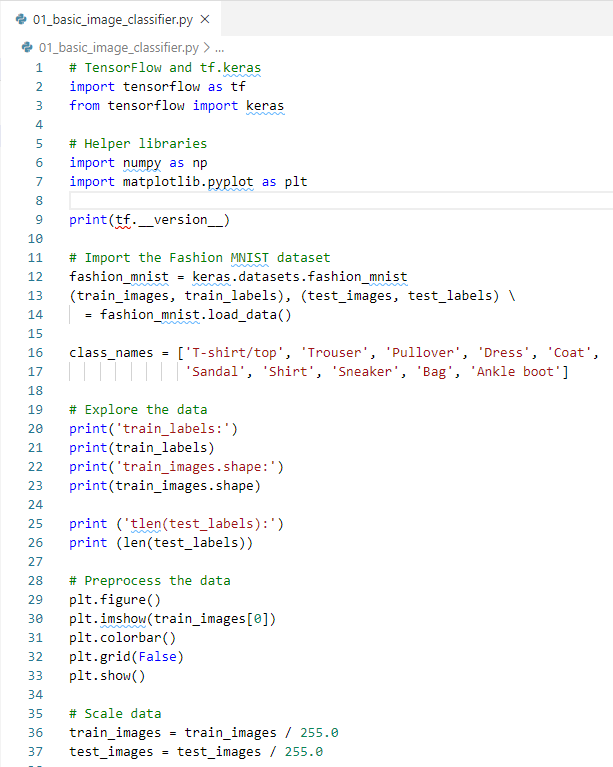 01_basic_image_classifier.py ×
01_basic_image_classifier.py > ...
1 # TensorFlow and tf.keras
2 import tensorflow as tf
3 from tensorflow import keras
4
5 # Helper libraries
6 import numpy as np
7 import matplotlib.pyplot as plt
8
9 print(tf.__version__)
10
11 # Import the Fashion MNIST dataset
12 fashion_mnist = keras.datasets.fashion_mnist
13 (train_images, train_labels), (test_images, test_labels) \
14   = fashion_mnist.load_data()
15
16 class_names = ['T-shirt/top', 'Trouser', 'Pullover', 'Dress', 'Coat',
17                'Sandal', 'Shirt', 'Sneaker', 'Bag', 'Ankle boot']
18
19 # Explore the data
20 print('train_labels:')
21 print(train_labels)
22 print('train_images.shape:')
23 print(train_images.shape)
24
25 print ('tlen(test_labels):')
26 print (len(test_labels))
27
28 # Preprocess the data
29 plt.figure()
30 plt.imshow(train_images[0])
31 plt.colorbar()
32 plt.grid(False)
33 plt.show()
34
35 # Scale data
36 train_images = train_images / 255.0
37 test_images = test_images / 255.0